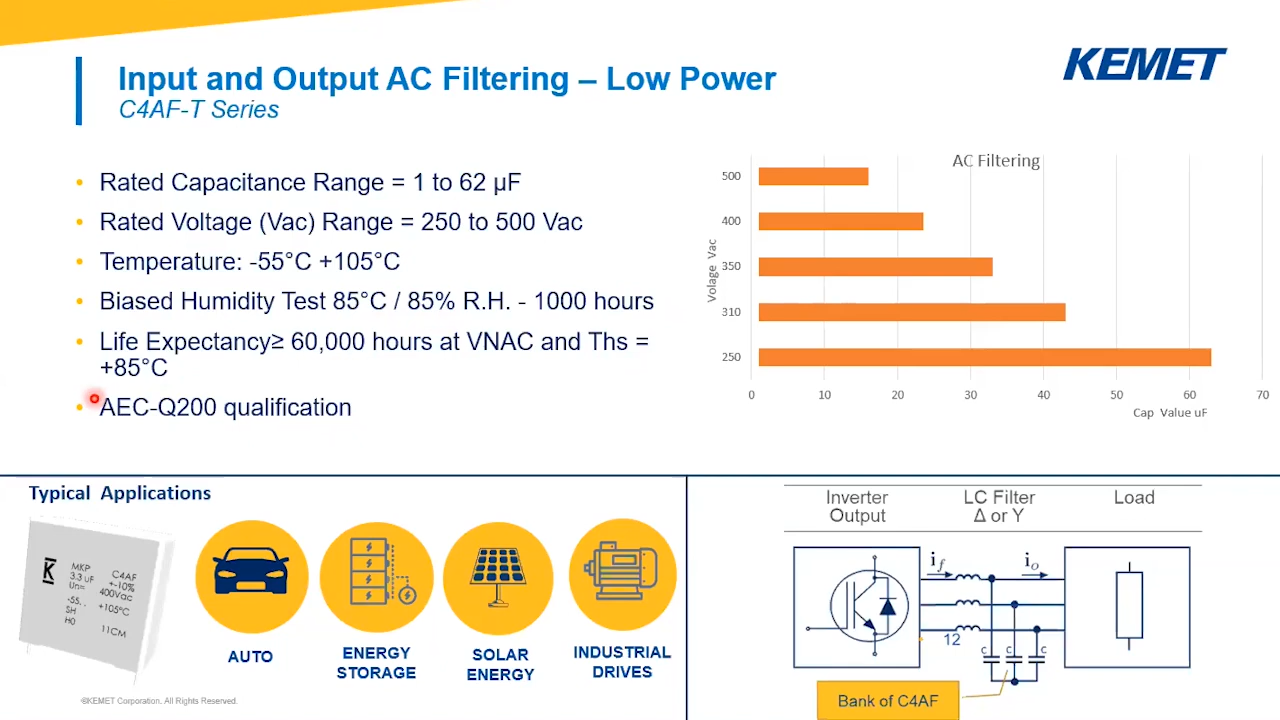 Input and Output AC Filtering – Low Power
C4AF-T Series
KEMET
• Rated Capacitance Range = 1 to 62 µF
• Rated Voltage (Vac) Range = 250 to 500 Vac
• Temperature: -55°C +105°C
• Biased Humidity Test 85°C / 85% R.H. - 1000 hours
• Life Expectancy≥ 60,000 hours at VNAC and Ths =
+85°C
• AEC-Q200 qualification
AC Filtering
Volage Vac
500
400
350
310
250
0 10 20 30 40 50 60 70
Cap Value uF
Typical Applications
K
MKP C4AF
3.3 uF +-10%
Un= 400Vac
-55.. +105°C
SH
H0 11CM
AUTO
ENERGY
STORAGE
SOLAR
ENERGY
INDUSTRIAL
DRIVES
©KEMET Corporation. All Rights Reserved.
Inverter
Output
LC Filter
Δ or Y
Load
if
io
12
c c c
Bank of C4AF